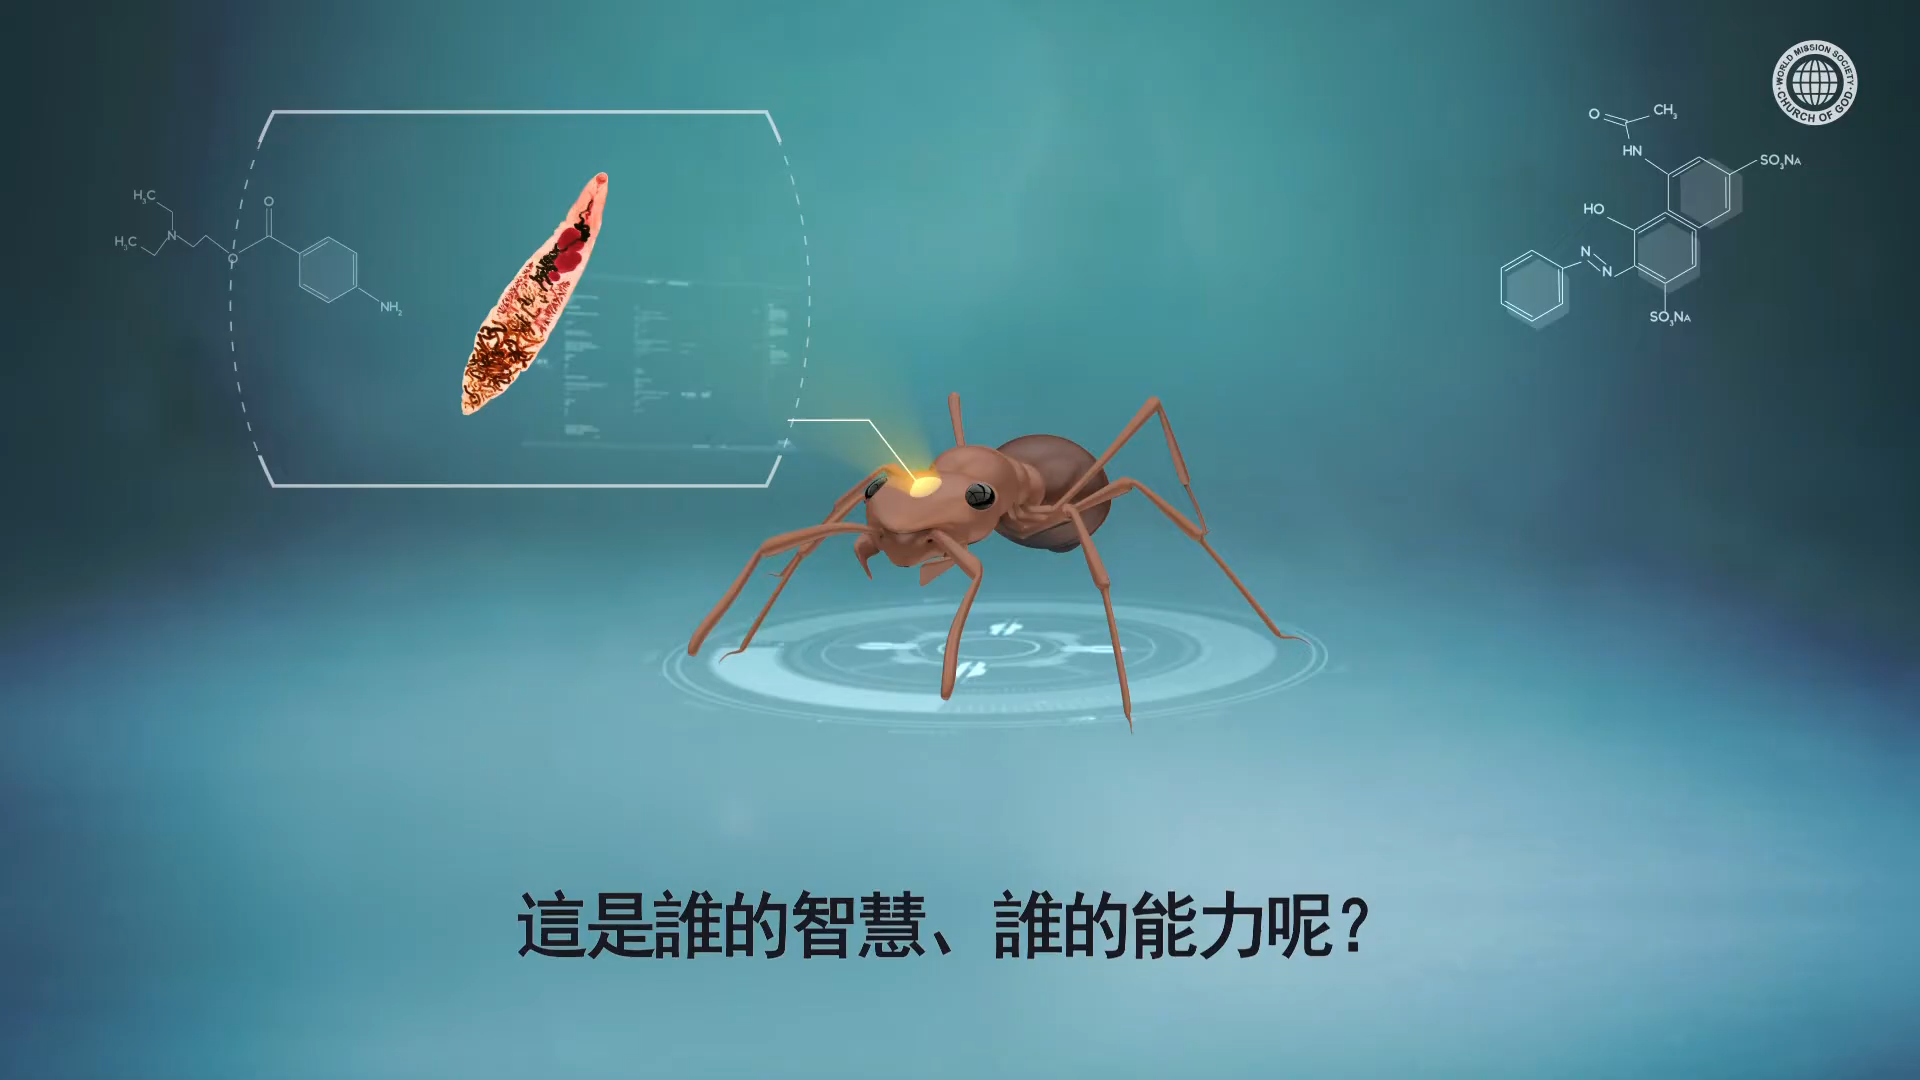 WORLD MISSION SOCIETY
CHURCH OF GOD
O
CH3
HN
SO3NA
HO
N
N
SO3NA
H3C
H3C
N
O
O
NH2
這是誰的智慧、誰的能力呢？